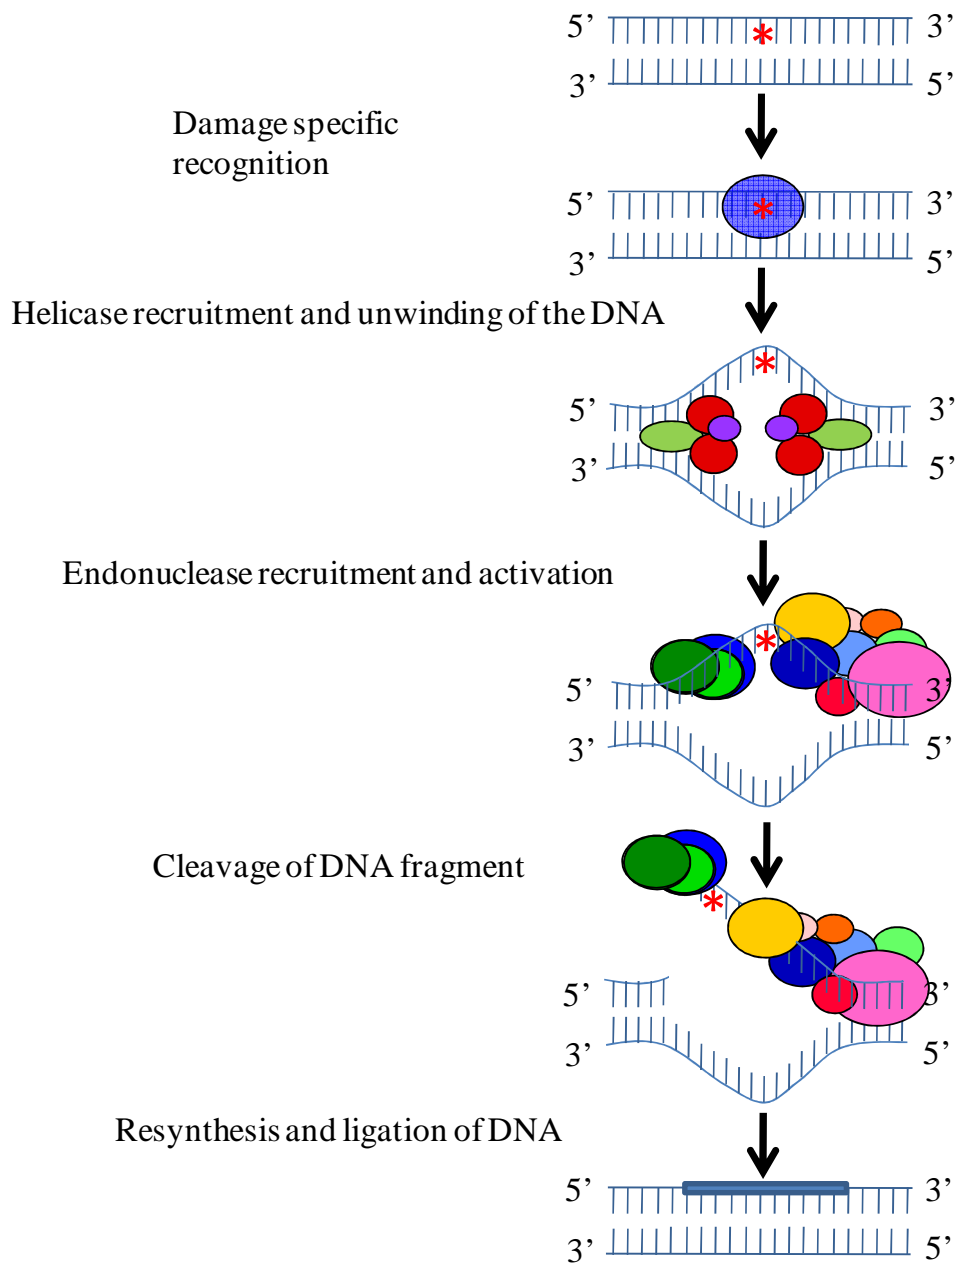 5’ 3’
3’ 5’
Damage specific
recognition
5’ 3’
3’ 5’
Helicase recruitment and unwinding of the DNA
*
5’ 3’
3’ 5’
Endonuclease recruitment and activation
5’ 3’
3’ 5’
Cleavage of DNA fragment
5’ 3’
3’ 5’
Resynthesis and ligation of DNA
5’ 3’
3’ 5’